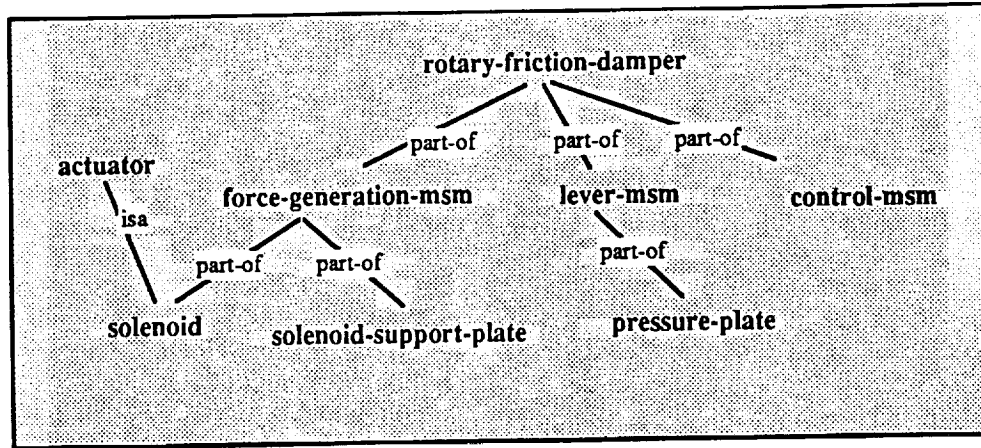 rotary-friction-damper
part-of part-of part-of
actuator
force-generation-msm lever-msm control-msm
isa
part-of part-of part-of
solenoid solenoid-support-plate pressure-plate